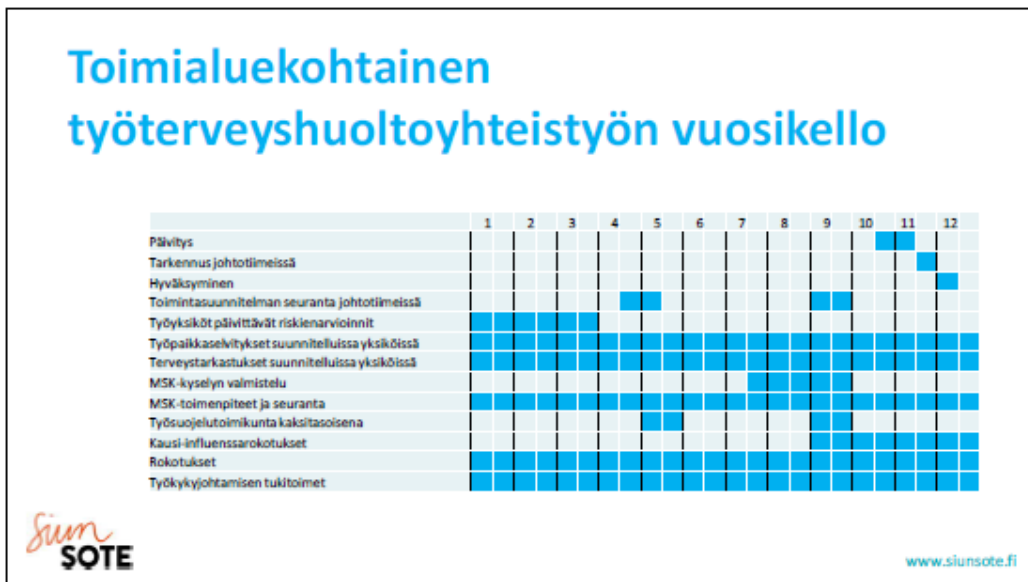 Toimialuekohtainen
työterveyshuoltoyhteistyön vuosikello
1 2 3 4 5 6 7 8 9 10 11 12
Päivitys
Tarkennus johtotiimeissä
Hyväksyminen
Toimintasuunnitelman seuranta johtotiimeissä
Työyksiköt päivittävät riskienarvioinnit
Työpaikkaselvitykset suunnitelluissa yksiköissä
Terveystarkastukset suunnitelluissa yksiköissä
MSK-kyselyn valmistelu
MSK-toimenpiteet ja seuranta
Työsuojelutoimikunta kaksitasoisena
Kausi-influenssarokotukset
Rokotukset
Työkykyjohtamisen tukitoimet
Siun
SOTE
www.siunsote.fi